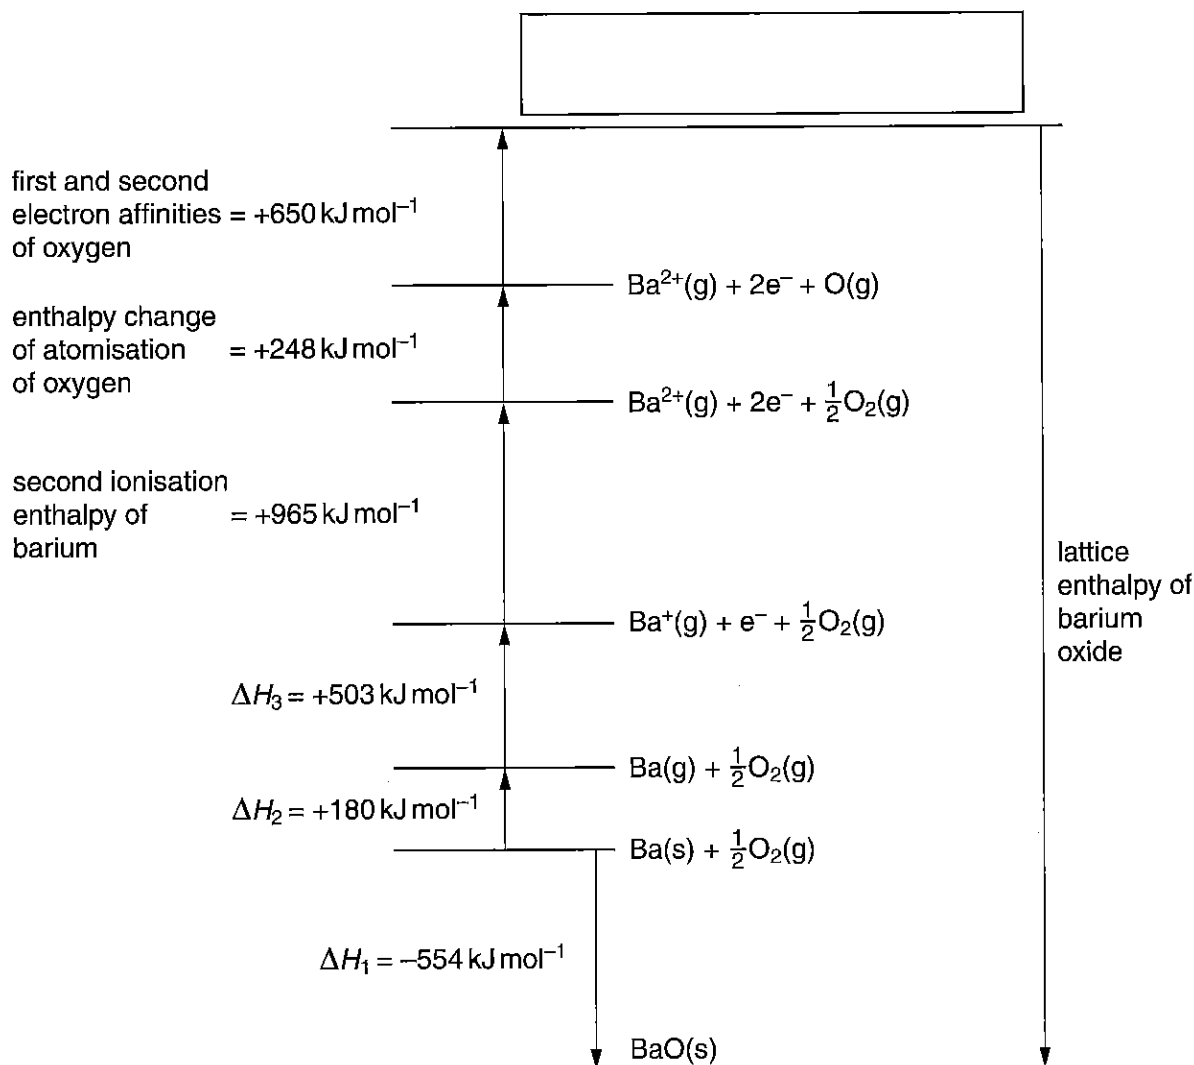 first and second
electron affinities = +650 kJ mol⁻¹
of oxygen
Ba²⁺(g) + 2e⁻ + O(g)
enthalpy change
of atomisation = +248 kJ mol⁻¹
of oxygen
Ba²⁺(g) + 2e⁻ + ½O₂(g)
second ionisation
enthalpy of = +965 kJ mol⁻¹
barium
lattice
enthalpy of
barium
oxide
Ba⁺(g) + e⁻ + ½O₂(g)
ΔH₃ = +503 kJ mol⁻¹
Ba(g) + ½O₂(g)
ΔH₂ = +180 kJ mol⁻¹
Ba(s) + ½O₂(g)
ΔH₁ = –554 kJ mol⁻¹
BaO(s)